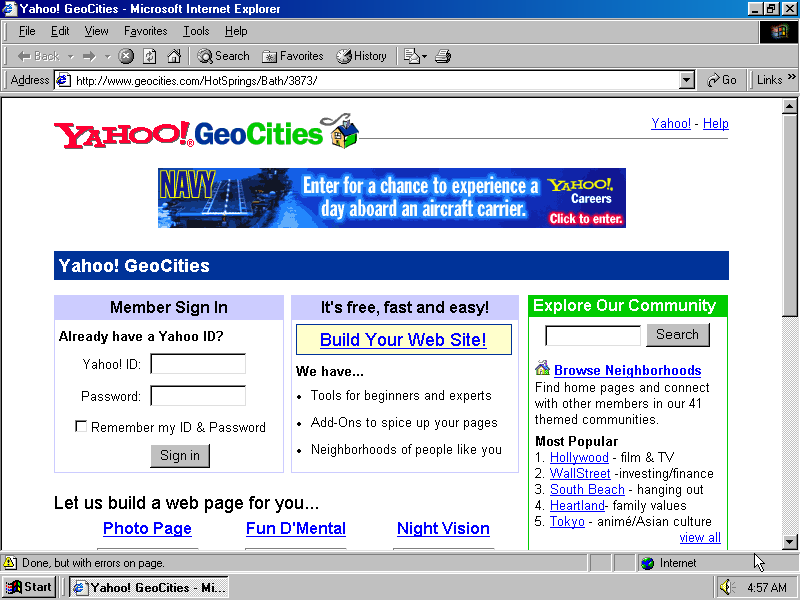 Yahoo! GeoCities - Microsoft Internet Explorer
File Edit View Favorites Tools Help
Back Search Favorites History
Address http://www.geocities.com/HotSprings/Bath/3873/ Go Links »
YAHOO!® GeoCities
Yahoo! - Help
NAVY Enter for a chance to experience a day aboard an aircraft carrier. YAHOO! Careers Click to enter.
Yahoo! GeoCities
Member Sign In
Already have a Yahoo ID?
Yahoo! ID:
Password:
Remember my ID & Password
Sign in
It's free, fast and easy!
Build Your Web Site!
We have...
• Tools for beginners and experts
• Add-Ons to spice up your pages
• Neighborhoods of people like you
Explore Our Community
Search
Browse Neighborhoods
Find home pages and connect
with other members in our 41
themed communities.
Most Popular
1. Hollywood - film & TV
2. WallStreet -investing/finance
3. South Beach - hanging out
4. Heartland- family values
5. Tokyo - animé/Asian culture
view all
Let us build a web page for you...
Photo Page Fun D'Mental Night Vision
Done, but with errors on page. Internet
Start Yahoo! GeoCities - Mi... 4:57 AM